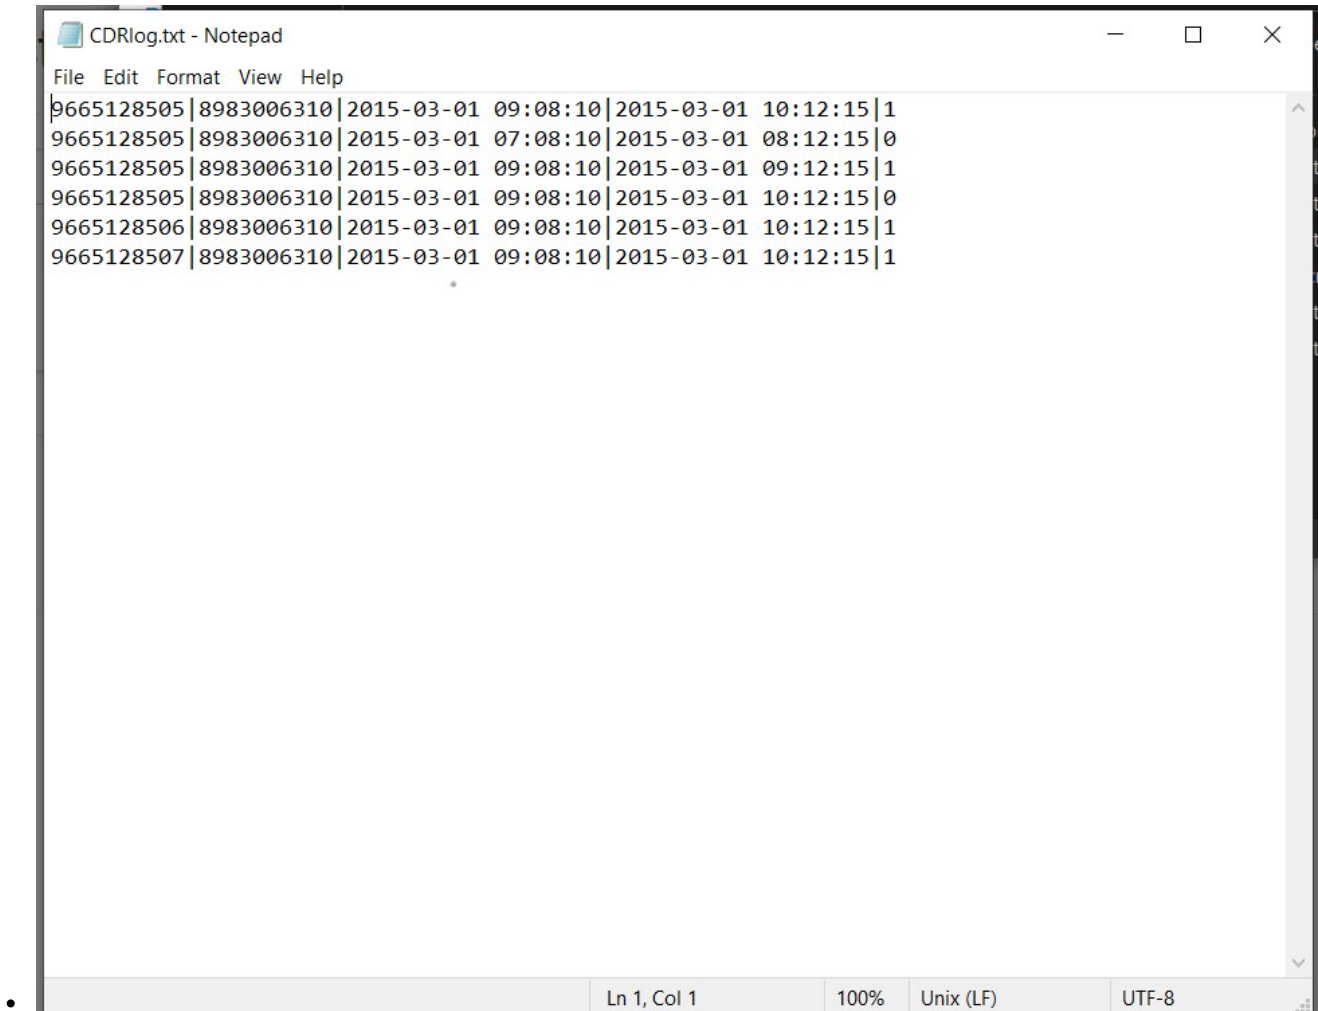 CDRlog.txt - Notepad
File Edit Format View Help
9665128505|8983006310|2015-03-01 09:08:10|2015-03-01 10:12:15|1
9665128505|8983006310|2015-03-01 07:08:10|2015-03-01 08:12:15|0
9665128505|8983006310|2015-03-01 09:08:10|2015-03-01 09:12:15|1
9665128505|8983006310|2015-03-01 09:08:10|2015-03-01 10:12:15|0
9665128506|8983006310|2015-03-01 09:08:10|2015-03-01 10:12:15|1
9665128507|8983006310|2015-03-01 09:08:10|2015-03-01 10:12:15|1
Ln 1, Col 1 100% Unix (LF) UTF-8